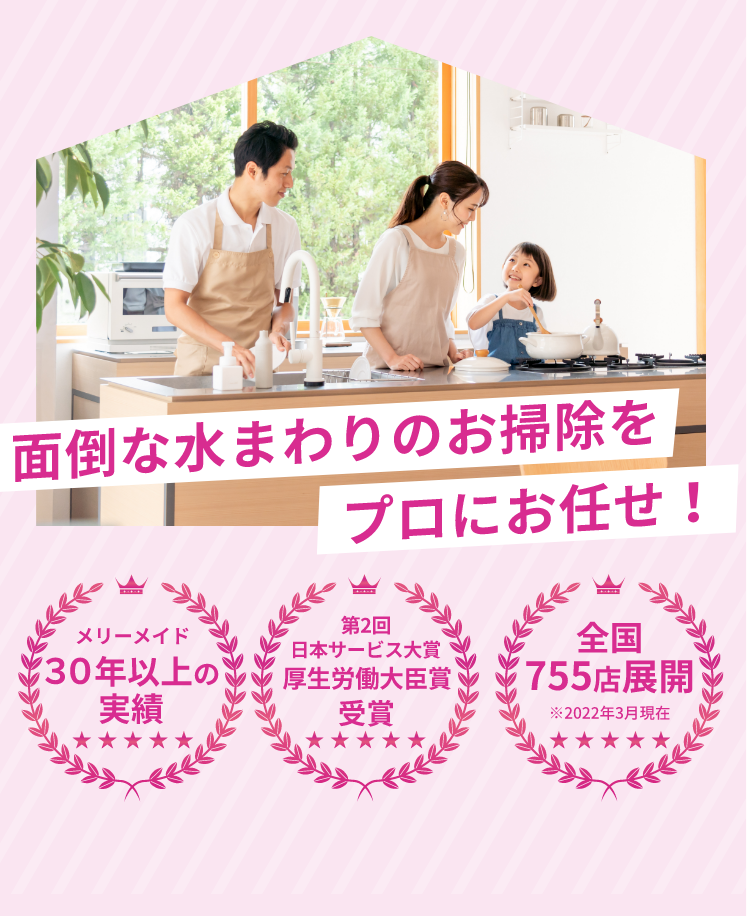 面倒な水まわりのお掃除を
プロにお任せ！
メリーメイド
30年以上の
実績
★★★★★
第2回
日本サービス大賞
厚生労働大臣賞
受賞
★★★★★
全国
755店展開
※2022年3月現在
★★★★★